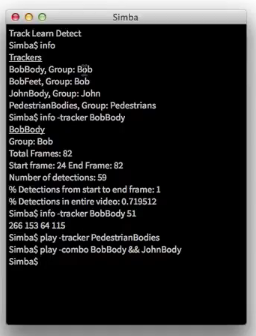 Simba
Track Learn Detect
Simba$ info
Trackers
BobBody, Group: Bob
BobFeet, Group: Bob
JohnBody, Group: John
PedestrianBodies, Group: Pedestrians
Simba$ info -tracker BobBody
BobBody
Group: Bob
Total Frames: 82
Start frame: 24 End Frame: 82
Number of detections: 59
% Detections from start to end frame: 1
% Detections in entire video: 0.719512
Simba$ info -tracker BobBody 51
266 153 64 115
Simba$ play -tracker PedestrianBodies
Simba$ play -combo BobBody && JohnBody
Simba$